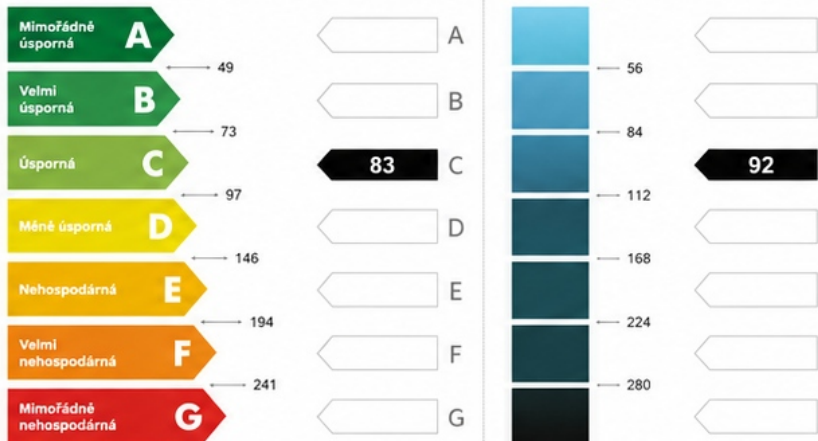 Mimořádně
úsporná
A
A
49
56
Velmi
úsporná
B
B
73
84
Úsporná
C
83
C
92
97
112
Méně úsporná
D
D
146
168
Nehospodárná
E
E
194
224
Velmi
nehospodárná
F
F
241
280
Mimořádně
nehospodárná
G
G